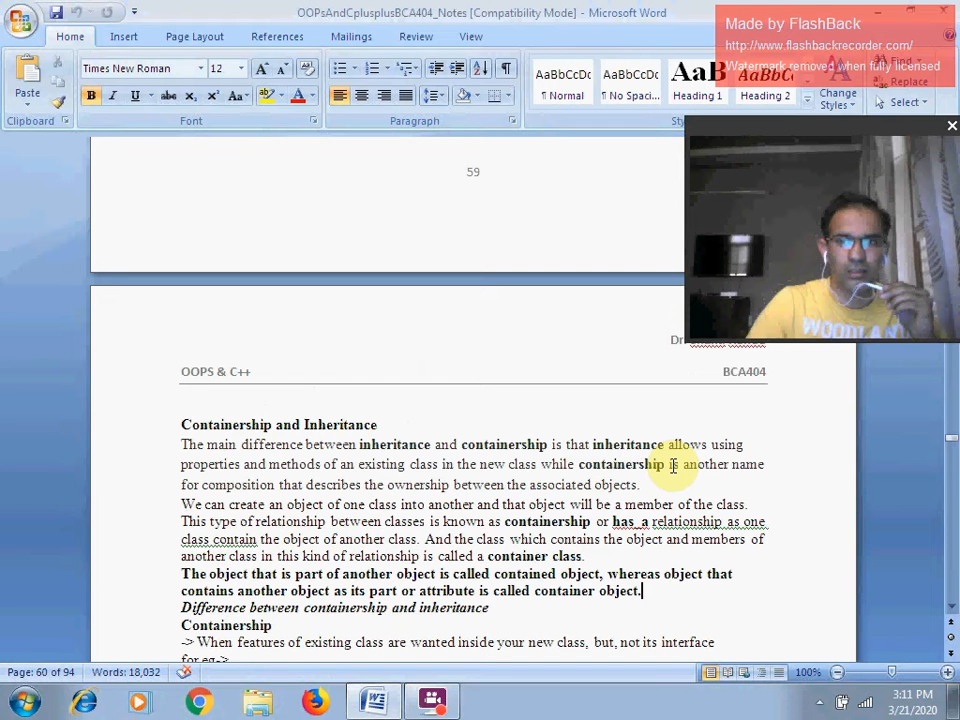 OOPsAndCplusplusBCA404_Notes [Compatibility Mode] - Microsoft Word
Made by FlashBack
http://www.flashbackrecorder.com/
Watermark removed when fully licensed
Home Insert Page Layout References Mailings Review View
Paste
Times New Roman 12 Aa
B I U abc x₂ x² Aa A
AaBbCcDc AaBbCcDc AaB AaBbC
¶ Normal ¶ No Spaci... Heading 1 Heading 2
Change Styles
Find
Replace
Select
Clipboard Font Paragraph
59
OOPS & C++ BCA404
Containership and Inheritance
The main difference between inheritance and containership is that inheritance allows using
properties and methods of an existing class in the new class while containership is another name
for composition that describes the ownership between the associated objects.
We can create an object of one class into another and that object will be a member of the class.
This type of relationship between classes is known as containership or has_a relationship as one
class contain the object of another class. And the class which contains the object and members of
another class in this kind of relationship is called a container class.
The object that is part of another object is called contained object, whereas object that
contains another object as its part or attribute is called container object.
Difference between containership and inheritance
Containership
-> When features of existing class are wanted inside your new class, but, not its interface
for eg->
WOODLAN
Page: 60 of 94 Words: 18,032 100%
3:11 PM
3/21/2020